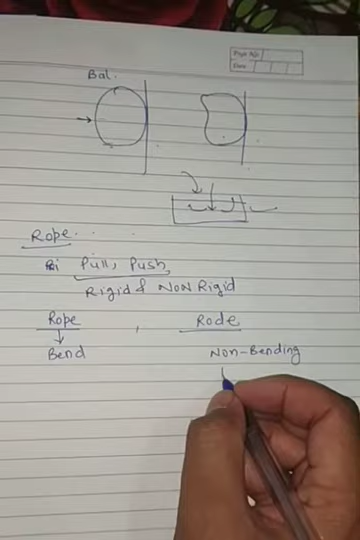 Page No:
Date
Bal.
Rope.
Pull, Push,
Rigid & NON Rigid
Rope , Rode
Bend Non-Bending